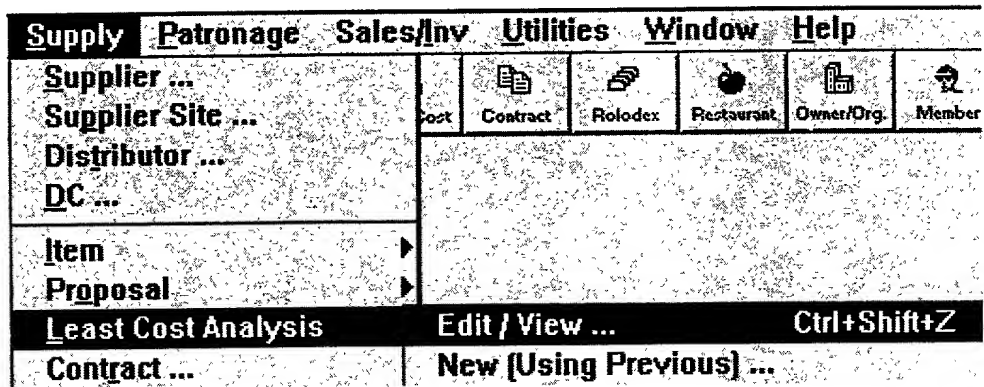 Supply Patronage Sales/Inv Utilities Window Help
Supplier ...
Supplier Site ...
Distributor ...
DC ...
Cost Contract Rolodex Restaurant Owner/Org. Member
Item
Proposal
Least Cost Analysis Edit / View ... Ctrl+Shift+Z
Contract ... New (Using Previous) ...